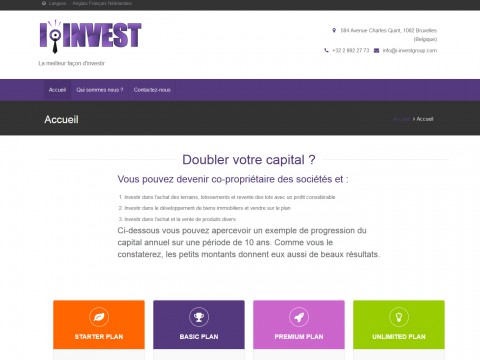 Langues: Anglais Français Néerlandais
I INVEST
La meilleur façon d'investir
584 Avenue Charles Quint, 1082 Bruxelles
(Belgique)
+32 2 882 27 73 info@i-investgroup.com
Accueil Qui sommes nous ? Contactez-nous
Accueil
Accueil » Accueil
Doubler votre capital ?
Vous pouvez devenir co-propriétaire des sociétés et :
1. Investir dans l'achat des terrains, lotissements et revente des lots avec un profit considérable
2. Investir dans le développement de biens immobiliers et vendre sur le plan
3. Investir dans l'achat et la vente de produits divers
Ci-dessous vous pouvez apercevoir un exemple de progression du
capital annuel sur une période de 10 ans. Comme vous le
constaterez, les petits montants donnent eux aussi de beaux résultats.
STARTER PLAN BASIC PLAN PREMIUM PLAN UNLIMITED PLAN